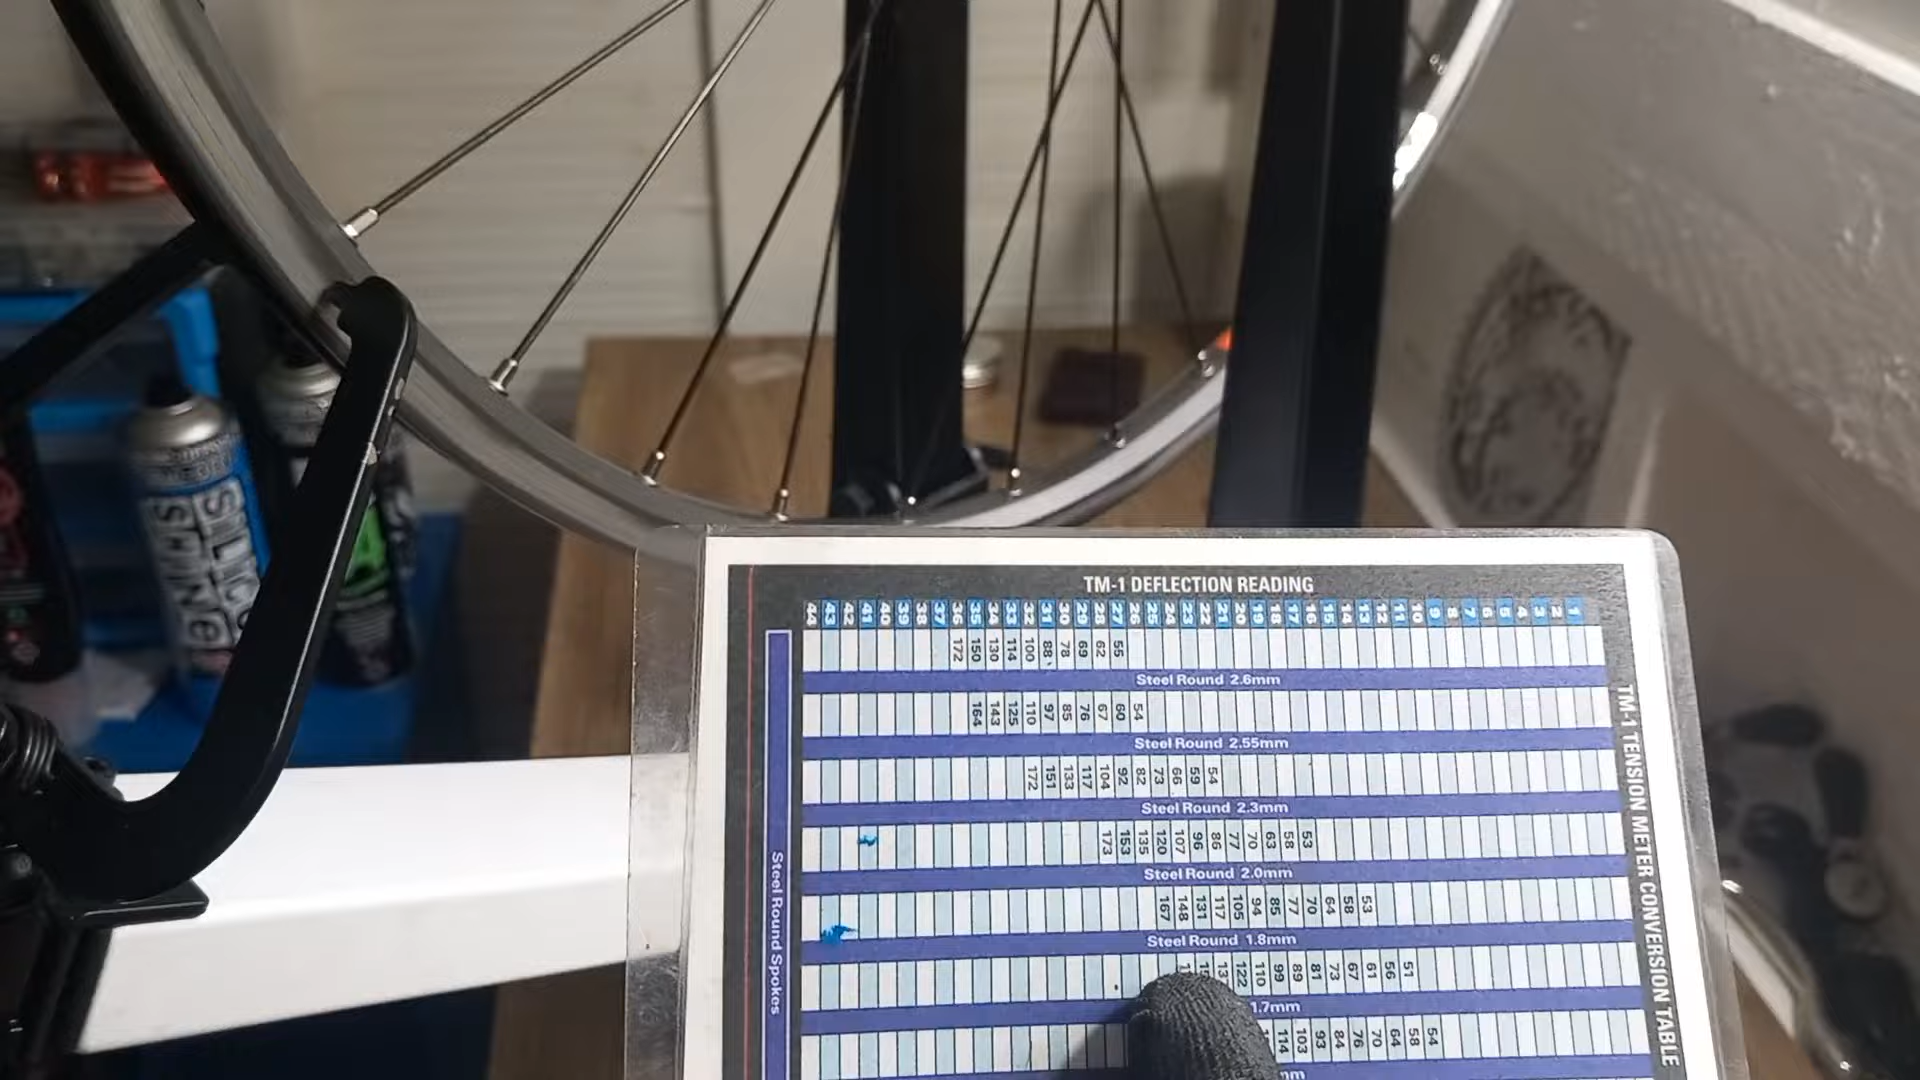 TM-1 DEFLECTION READING
44 43 42 41 40 39 38 37 36 35 34 33 32 31 30 29 28 27 26 25 24 23 22 21 20 19 18 17 16 15 14 13 12 11 10 9 8 7 6 5 4 3 2 1
172 150 130 114 100 88 78 69 62 55
Steel Round 2.6mm
164 143 125 110 97 85 76 67 60 54
Steel Round 2.55mm
172 151 133 117 104 92 82 73 66 59 54
Steel Round 2.3mm
173 153 135 120 107 96 86 77 70 63 58 53
Steel Round 2.0mm
167 148 131 117 105 94 85 77 70 64 58 53
Steel Round 1.8mm
122 110 99 89 81 73 67 61 56 51
1.7mm
114 103 93 84 76 70 64 58 54
mm
Steel Round Spokes
TM-1 TENSION METER CONVERSION TABLE
SILICON
SHINE